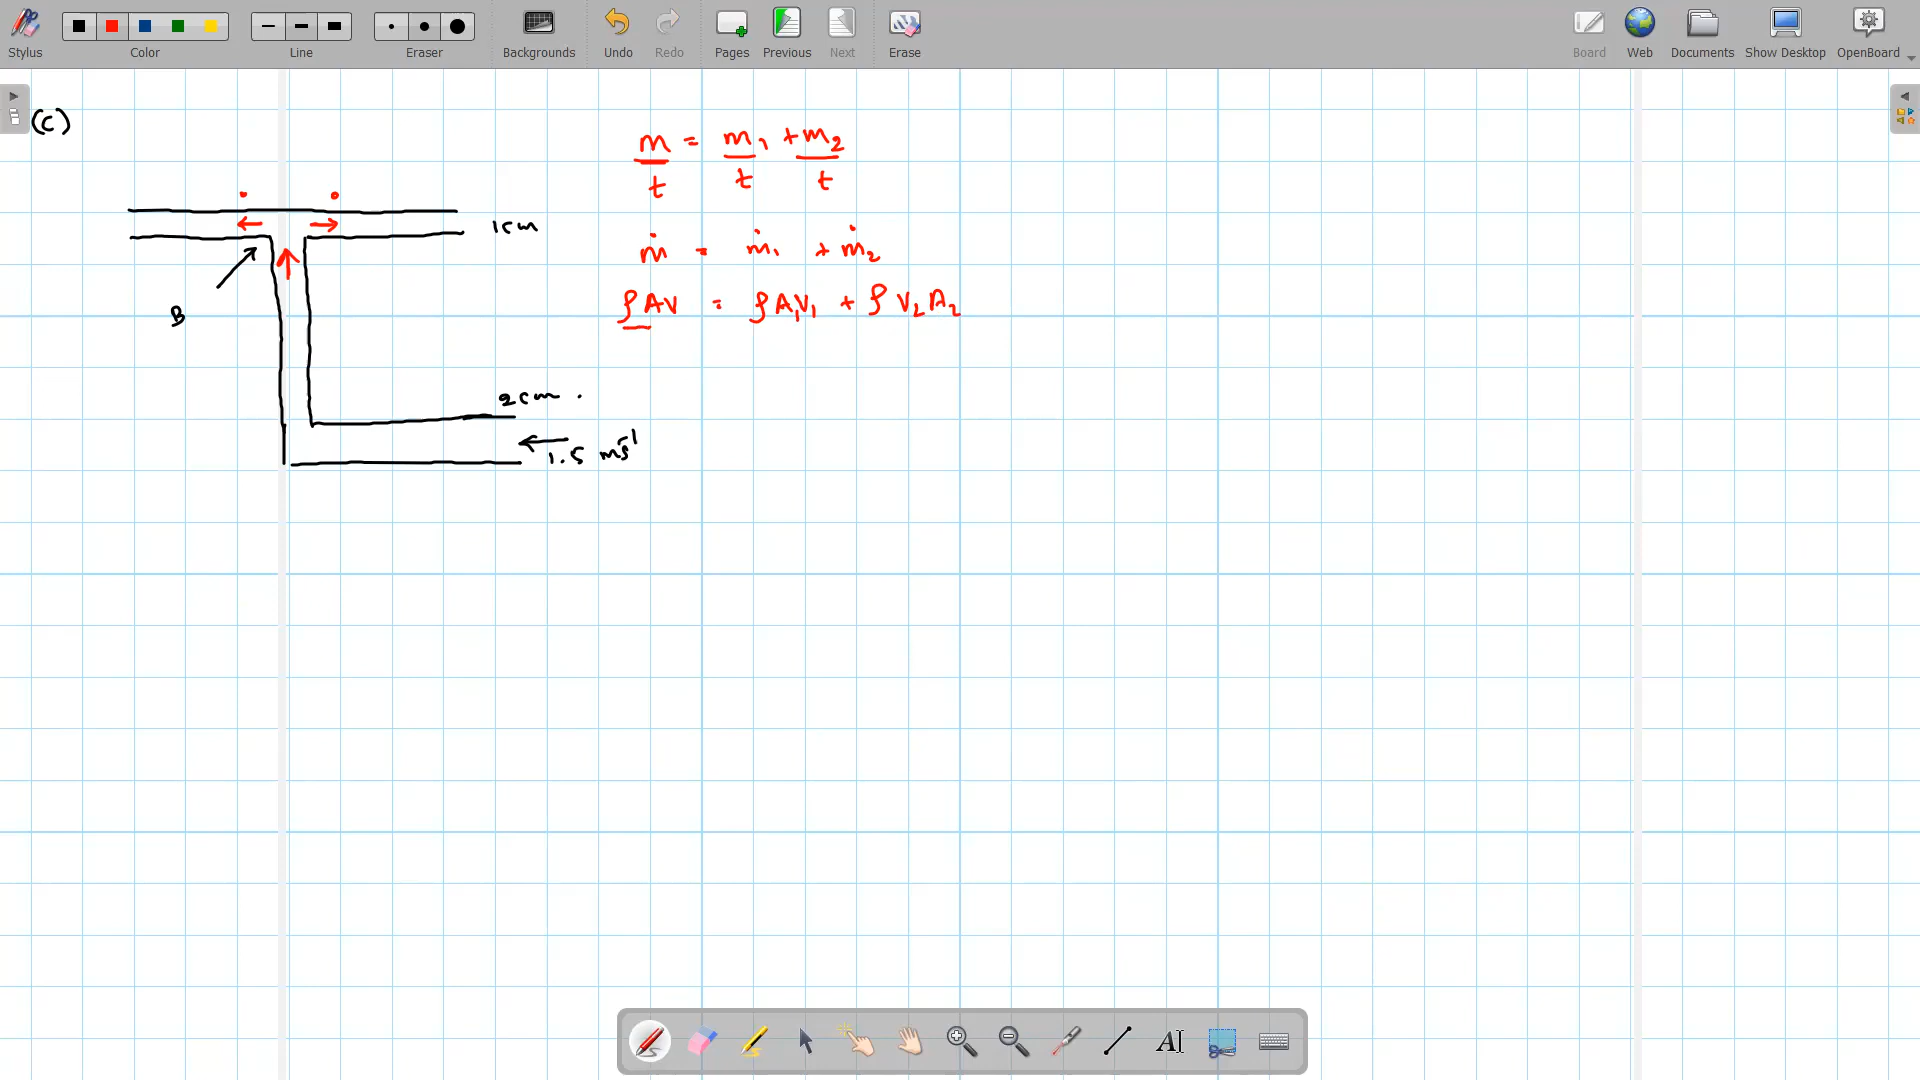 Stylus Color Line Eraser Backgrounds Undo Redo Pages Previous Next Erase Board Web Documents Show Desktop OpenBoard
(C)
m/t = m₁/t + m₂/t
1cm
ṁ = ṁ₁ + ṁ₂
B
ρAV = ρA₁V₁ + ρV₂A₂
2cm
1.5 ms⁻¹
AI